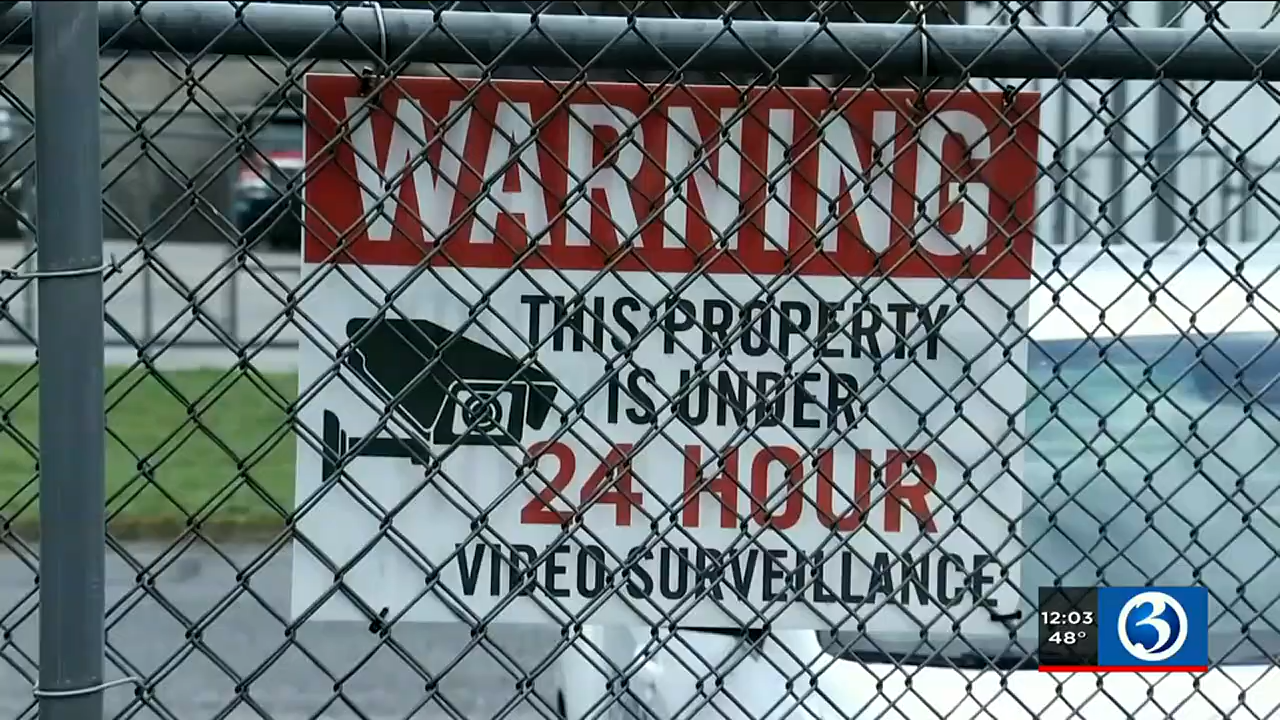 WARNING
THIS PROPERTY
IS UNDER
24 HOUR
VIDEO SURVEILLANCE
12:03
48°
3